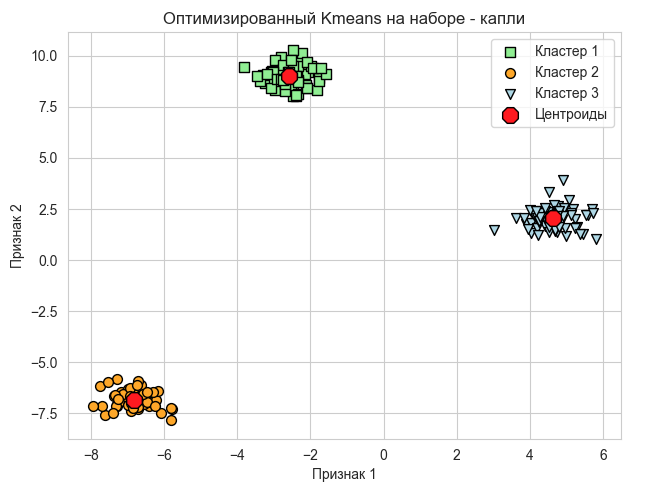 Оптимизированный Kmeans на наборе - капли
10.0
7.5
5.0
2.5
0.0
−2.5
−5.0
−7.5
Признак 2
Кластер 1
Кластер 2
Кластер 3
Центроиды
−8 −6 −4 −2 0 2 4 6
Признак 1